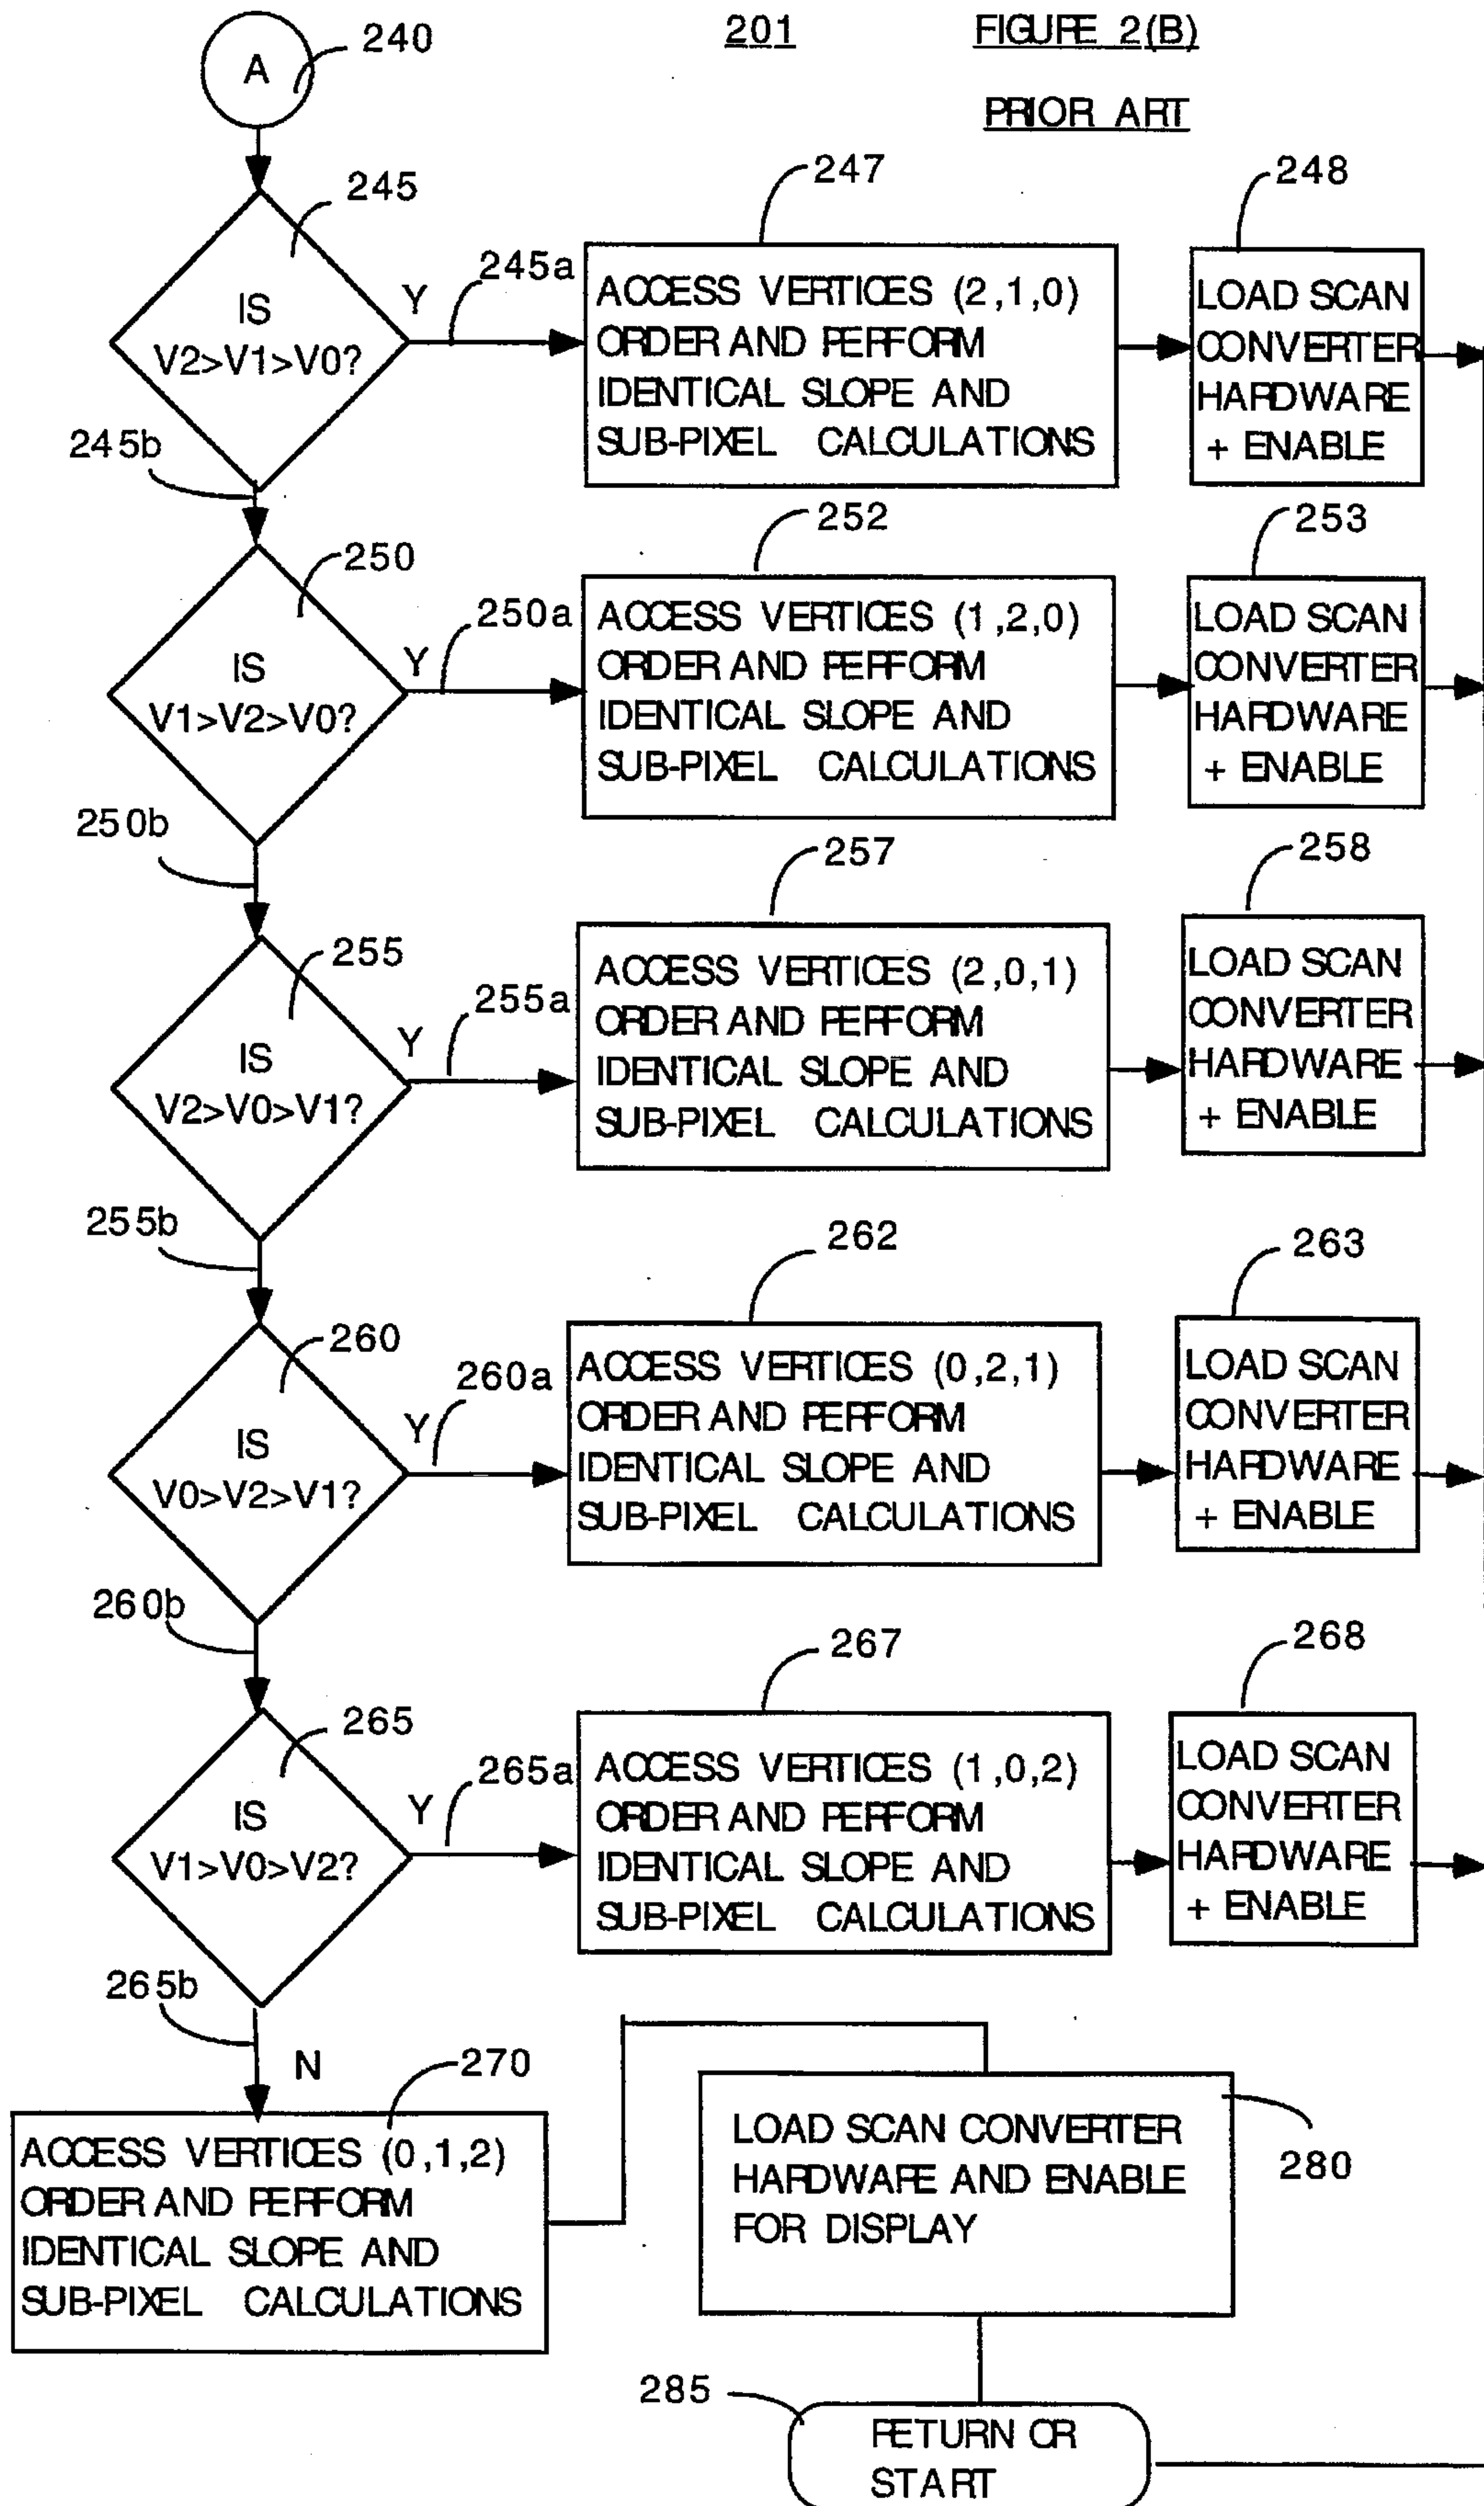 201 FIGURE 2(B)
PRIOR ART
A
240
245
IS
V2>V1>V0?
Y
245a
245b
247
ACCESS VERTICES (2,1,0)
ORDER AND PERFORM
IDENTICAL SLOPE AND
SUB-PIXEL CALCULATIONS
248
LOAD SCAN
CONVERTER
HARDWARE
+ ENABLE
250
IS
V1>V2>V0?
Y
250a
250b
252
ACCESS VERTICES (1,2,0)
ORDER AND PERFORM
IDENTICAL SLOPE AND
SUB-PIXEL CALCULATIONS
253
LOAD SCAN
CONVERTER
HARDWARE
+ ENABLE
255
IS
V2>V0>V1?
Y
255a
255b
257
ACCESS VERTICES (2,0,1)
ORDER AND PERFORM
IDENTICAL SLOPE AND
SUB-PIXEL CALCULATIONS
258
LOAD SCAN
CONVERTER
HARDWARE
+ ENABLE
260
IS
V0>V2>V1?
Y
260a
260b
262
ACCESS VERTICES (0,2,1)
ORDER AND PERFORM
IDENTICAL SLOPE AND
SUB-PIXEL CALCULATIONS
263
LOAD SCAN
CONVERTER
HARDWARE
+ ENABLE
265
IS
V1>V0>V2?
Y
265a
265b
N
267
ACCESS VERTICES (1,0,2)
ORDER AND PERFORM
IDENTICAL SLOPE AND
SUB-PIXEL CALCULATIONS
268
LOAD SCAN
CONVERTER
HARDWARE
+ ENABLE
270
ACCESS VERTICES (0,1,2)
ORDER AND PERFORM
IDENTICAL SLOPE AND
SUB-PIXEL CALCULATIONS
LOAD SCAN CONVERTER
HARDWARE AND ENABLE
FOR DISPLAY
280
285
RETURN OR
START